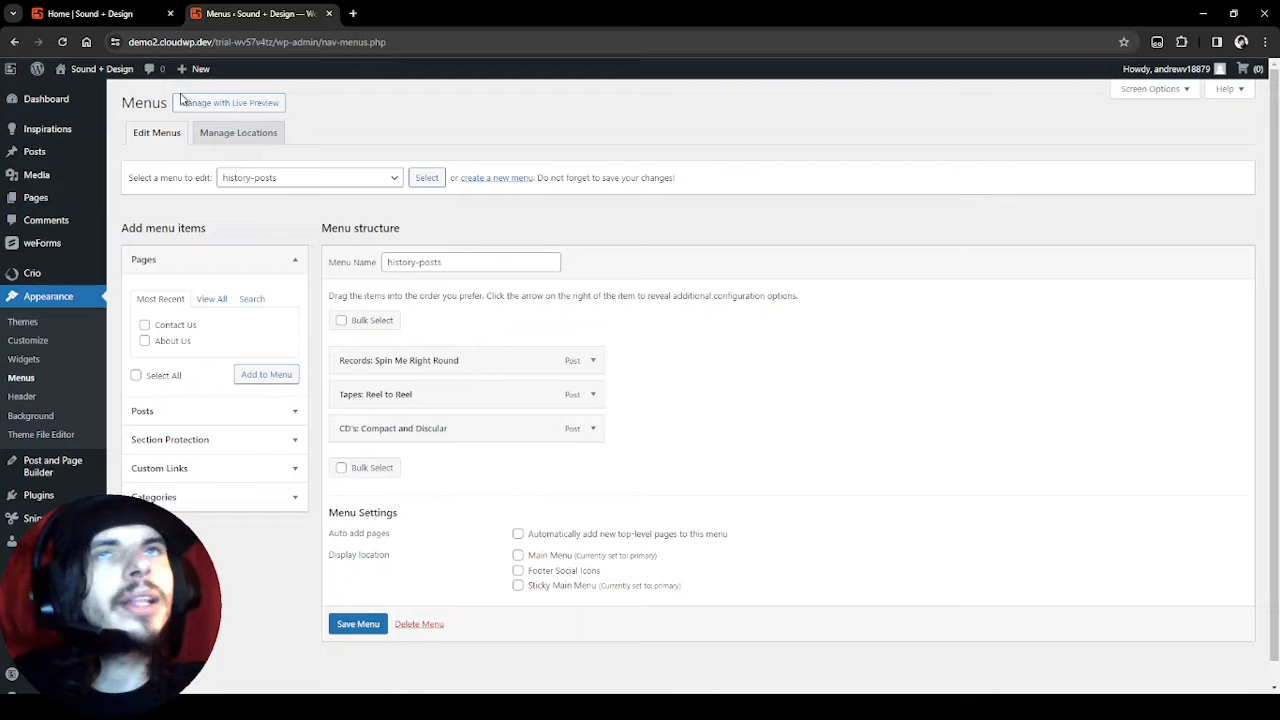 Home | Sound + Design
Menus ‹ Sound + Design — Wo
demo2.cloudwp.dev/trial-wv57v4tz/wp-admin/nav-menus.php
Sound + Design
0
New
Howdy, andrewv18879
(0)
Dashboard
Inspirations
Posts
Media
Pages
Comments
weForms
Crio
Appearance
Themes
Customize
Widgets
Menus
Header
Background
Theme File Editor
Post and Page
Builder
Plugins
Menus
Manage with Live Preview
Screen Options
Help
Edit Menus
Manage Locations
Select a menu to edit:
history-posts
Select
or create a new menu. Do not forget to save your changes!
Add menu items
Pages
Most Recent
View All
Search
Contact Us
About Us
Select All
Add to Menu
Posts
Section Protection
Custom Links
Categories
Menu structure
Menu Name
history-posts
Drag the items into the order you prefer. Click the arrow on the right of the item to reveal additional configuration options.
Bulk Select
Records: Spin Me Right Round
Post
Tapes: Reel to Reel
Post
CD's: Compact and Discular
Post
Bulk Select
Menu Settings
Auto add pages
Automatically add new top-level pages to this menu
Display location
Main Menu (Currently set to: primary)
Footer Social Icons
Sticky Main Menu (Currently set to: primary)
Save Menu
Delete Menu